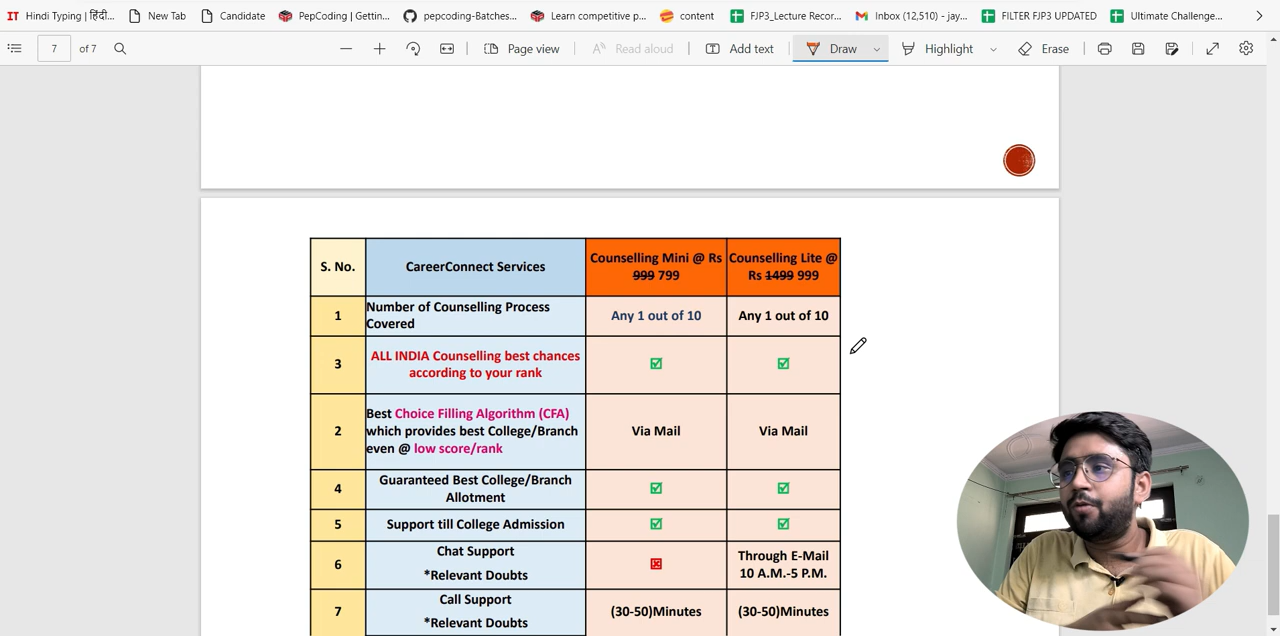 IT Hindi Typing | हिंदी...
New Tab
Candidate
PepCoding | Gettin...
pepcoding-Batches...
Learn competitive p...
content
FJP3_Lecture Recor...
Inbox (12,510) - jay...
FILTER FJP3 UPDATED
Ultimate Challenge...
7 of 7
Page view
Read aloud
Add text
Draw
Highlight
Erase
S. No.
CareerConnect Services
Counselling Mini @ Rs
999 799
Counselling Lite @
Rs 1499 999
1
Number of Counselling Process
Covered
Any 1 out of 10
Any 1 out of 10
3
ALL INDIA Counselling best chances
according to your rank
2
Best Choice Filling Algorithm (CFA)
which provides best College/Branch
even @ low score/rank
Via Mail
Via Mail
4
Guaranteed Best College/Branch
Allotment
5
Support till College Admission
6
Chat Support
*Relevant Doubts
Through E-Mail
10 A.M.-5 P.M.
7
Call Support
*Relevant Doubts
(30-50)Minutes
(30-50)Minutes